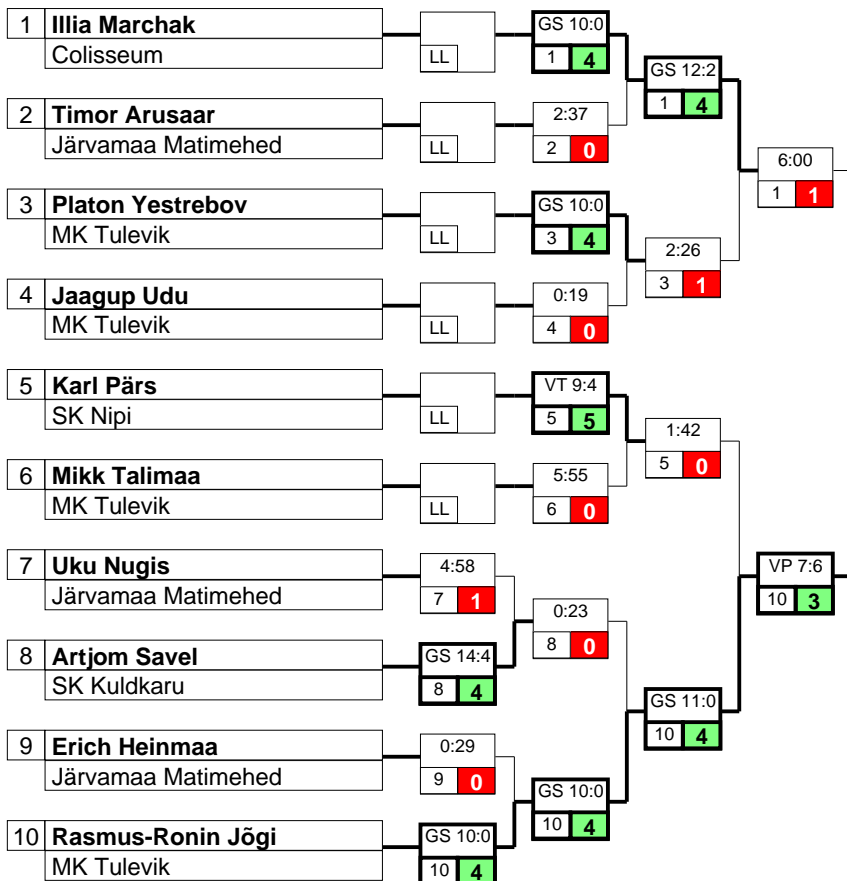 1 Illia Marchak
Colisseum
LL
GS 10:0
1 4
GS 12:2
1 4
2 Timor Arusaar
Järvamaa Matimehed
LL
2:37
2 0
6:00
1 1
3 Platon Yestrebov
MK Tulevik
LL
GS 10:0
3 4
2:26
3 1
4 Jaagup Udu
MK Tulevik
LL
0:19
4 0
5 Karl Pärs
SK Nipi
LL
VT 9:4
5 5
1:42
5 0
6 Mikk Talimaa
MK Tulevik
LL
5:55
6 0
7 Uku Nugis
Järvamaa Matimehed
4:58
7 1
0:23
8 0
VP 7:6
10 3
8 Artjom Savel
SK Kuldkaru
GS 14:4
8 4
GS 11:0
10 4
9 Erich Heinmaa
Järvamaa Matimehed
0:29
9 0
GS 10:0
10 4
10 Rasmus-Ronin Jõgi
MK Tulevik
GS 10:0
10 4